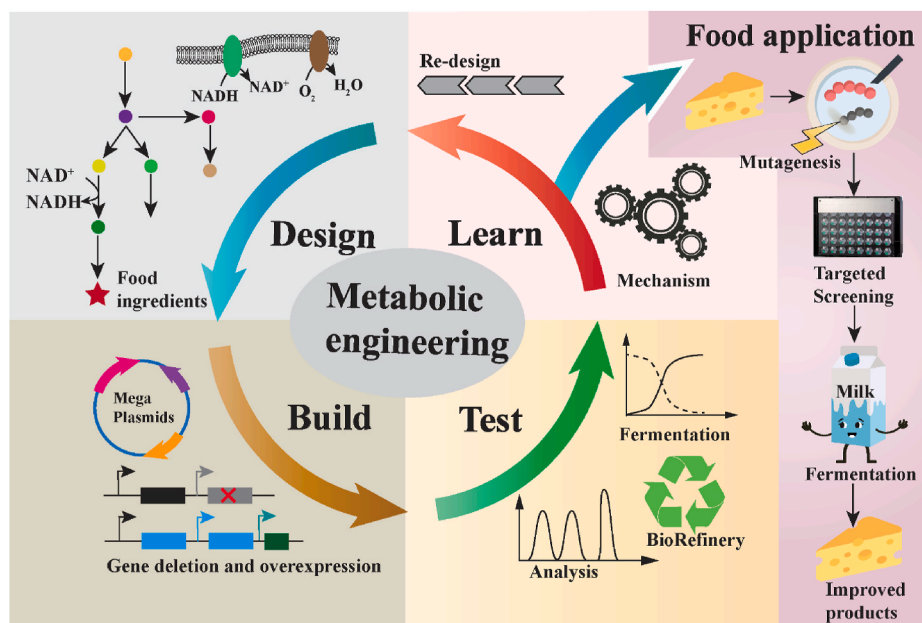 Food application
Re-design
NADH
NAD⁺
O₂
H₂O
Mutagenesis
NAD⁺
NADH
Design
Learn
Mechanism
Targeted
Screening
Food
ingredients
Metabolic
engineering
Mega
Plasmids
Build
Test
Milk
Fermentation
Fermentation
BioRefinery
Gene deletion and overexpression
Analysis
Improved
products